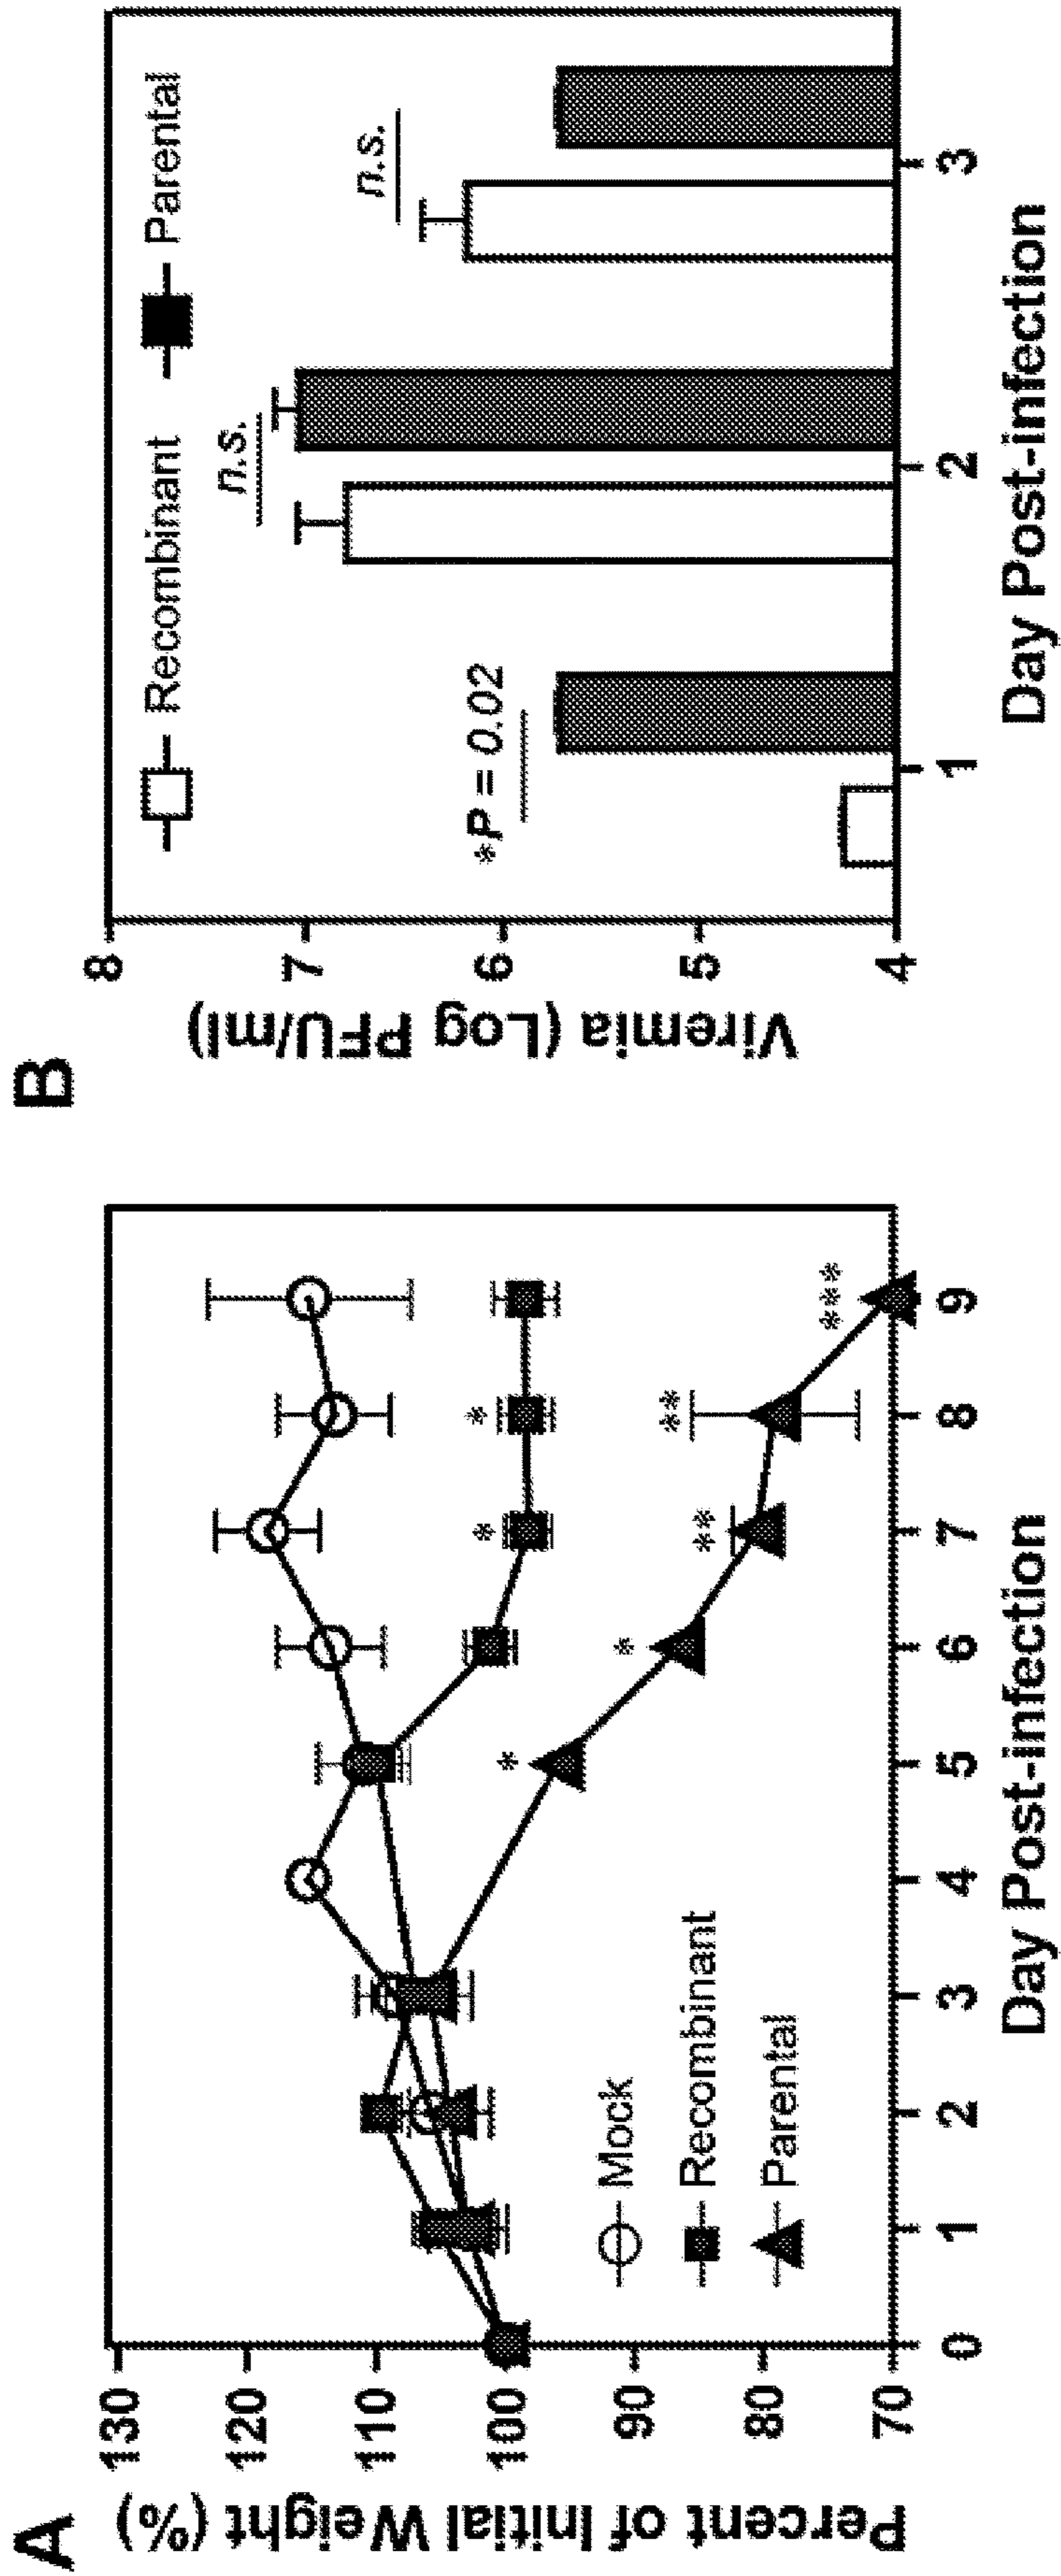 A
Percent of Initial Weight (%)
130
120
110
100
90
80
70
*
*
**
**
***
*
*
Mock
Recombinant
Parental
0 1 2 3 4 5 6 7 8 9
Day Post-infection
B
Viremia (Log PFU/ml)
8
7
6
5
4
Recombinant Parental
*P = 0.02
n.s.
n.s.
1 2 3
Day Post-infection